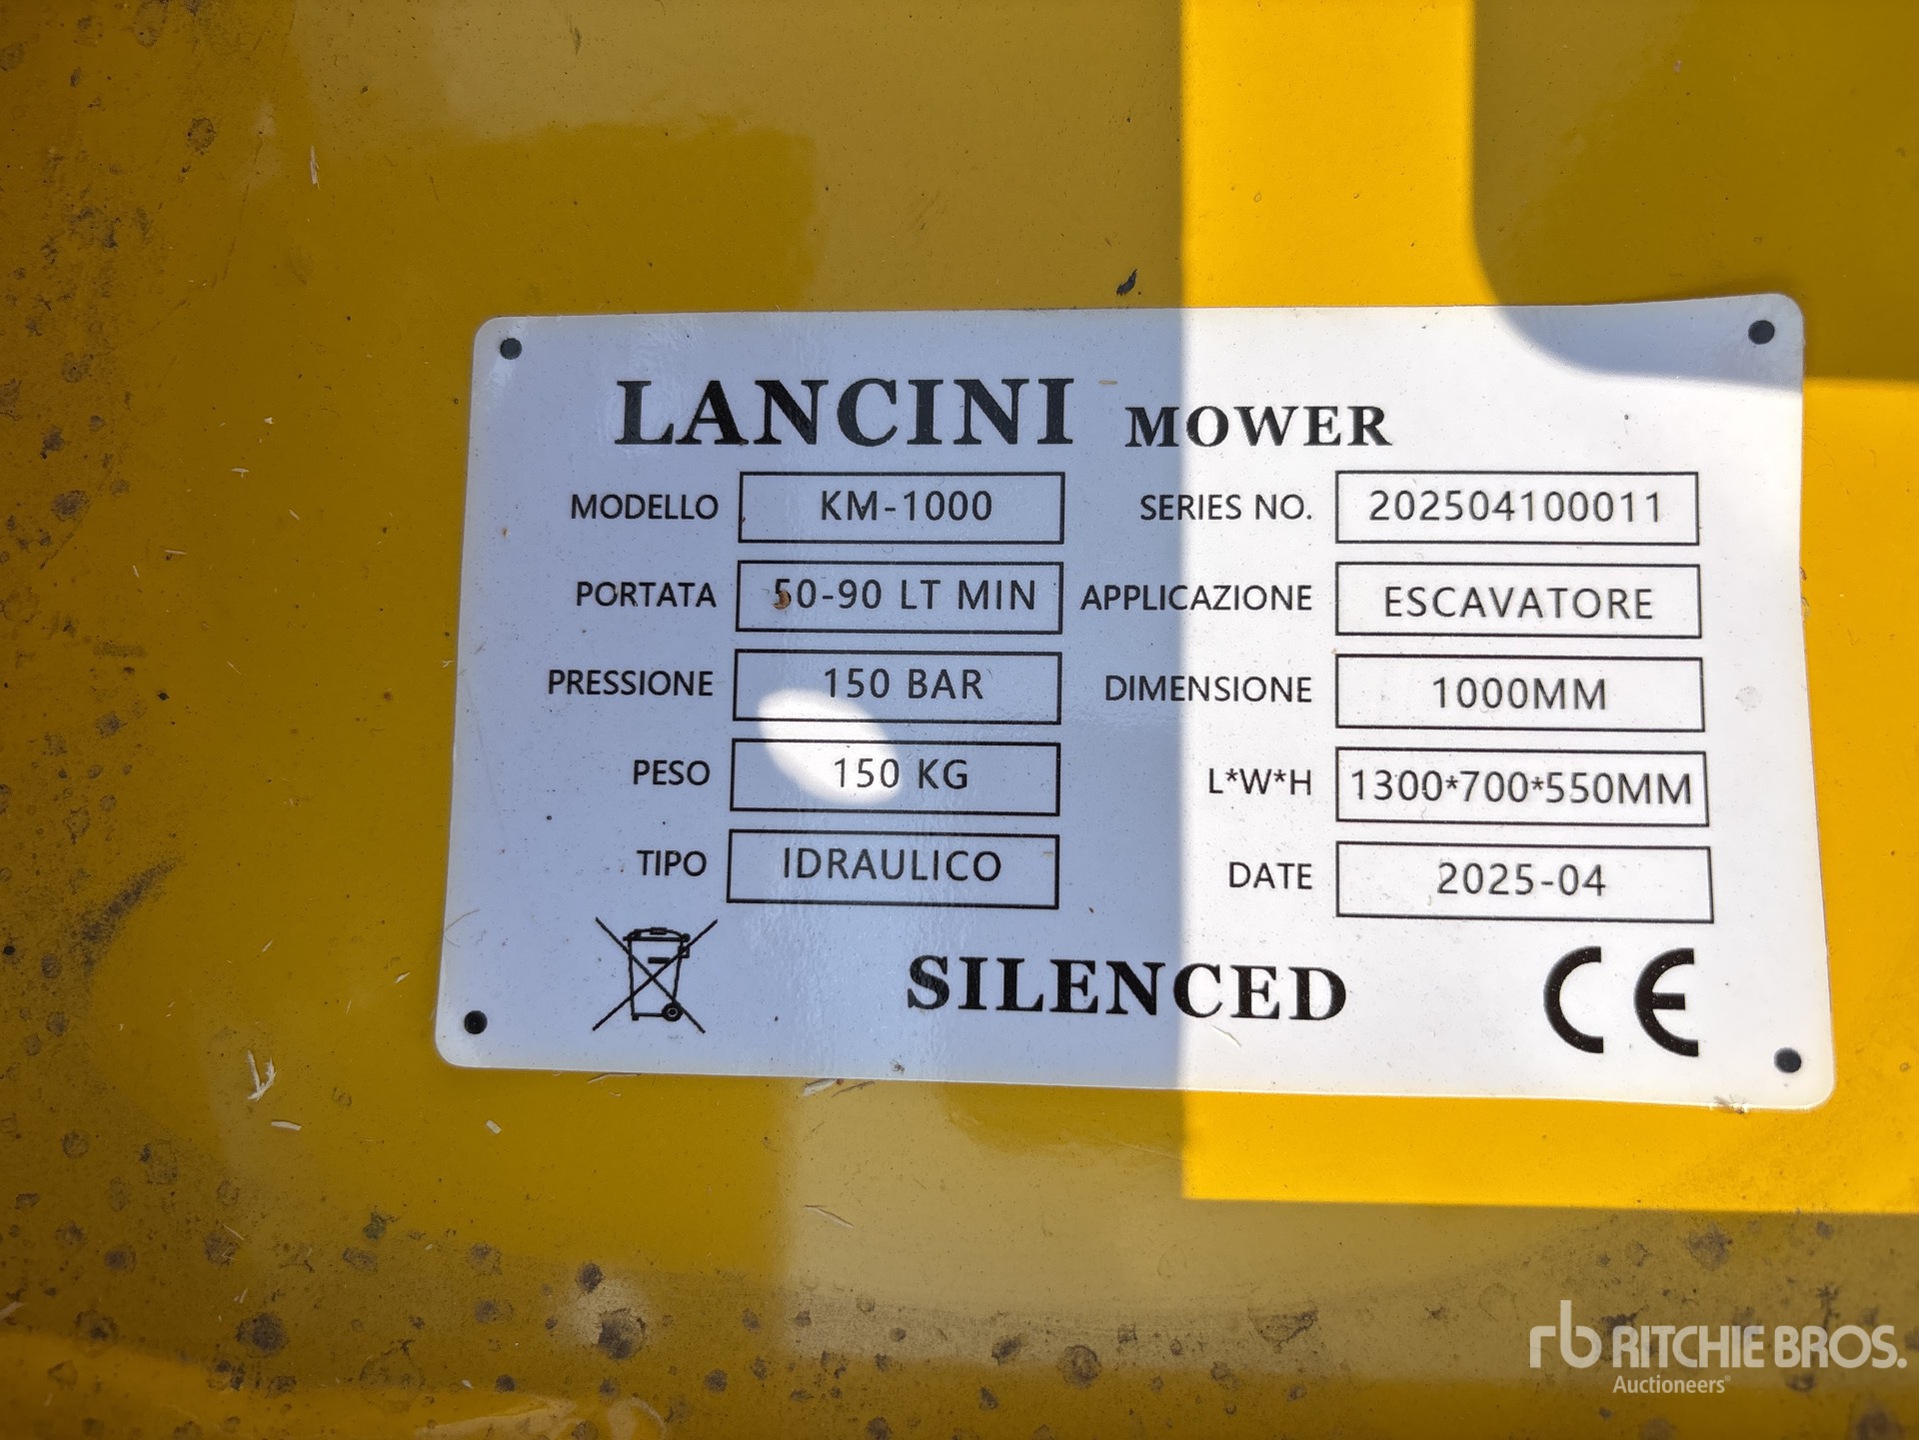 LANCINI MOWER
MODELLO KM-1000 SERIES NO. 202504100011
PORTATA 50-90 LT MIN APPLICAZIONE ESCAVATORE
PRESSIONE 150 BAR DIMENSIONE 1000MM
PESO 150 KG L*W*H 1300*700*550MM
TIPO IDRAULICO DATE 2025-04
SILENCED CE
rb RITCHIE BROS.
Auctioneers